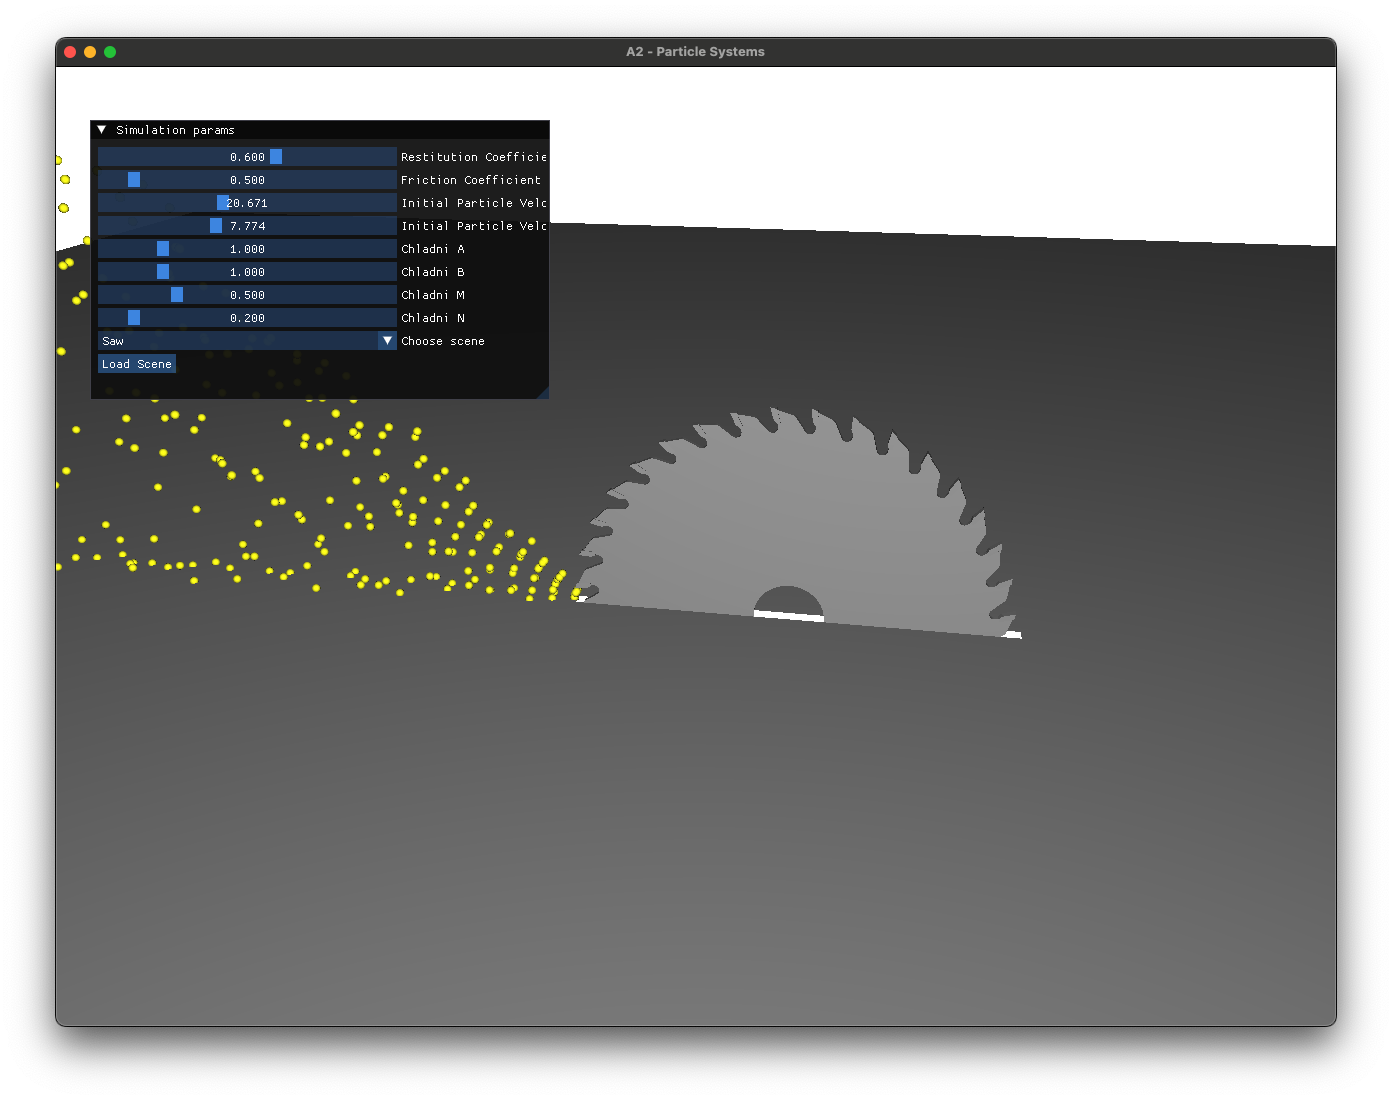 A2 - Particle Systems
Simulation params
0.600 Restitution Coefficie
0.500 Friction Coefficient
20.671 Initial Particle Velo
7.774 Initial Particle Velo
1.000 Chladni A
1.000 Chladni B
0.500 Chladni M
0.200 Chladni N
Saw Choose scene
Load Scene